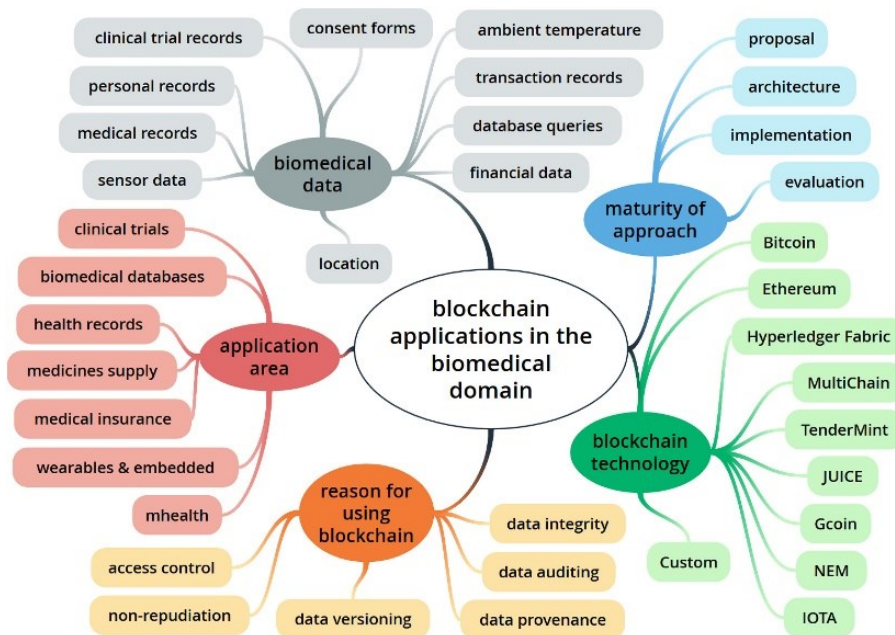 clinical trial records
consent forms
ambient temperature
personal records
transaction records
medical records
database queries
sensor data
financial data
location
biomedical
data
proposal
architecture
implementation
evaluation
maturity of
approach
clinical trials
biomedical databases
health records
medicines supply
medical insurance
wearables & embedded
mhealth
application
area
blockchain
applications in the
biomedical
domain
Bitcoin
Ethereum
Hyperledger Fabric
MultiChain
TenderMint
JUICE
Gcoin
NEM
IOTA
Custom
blockchain
technology
reason for
using
blockchain
access control
non-repudiation
data versioning
data integrity
data auditing
data provenance